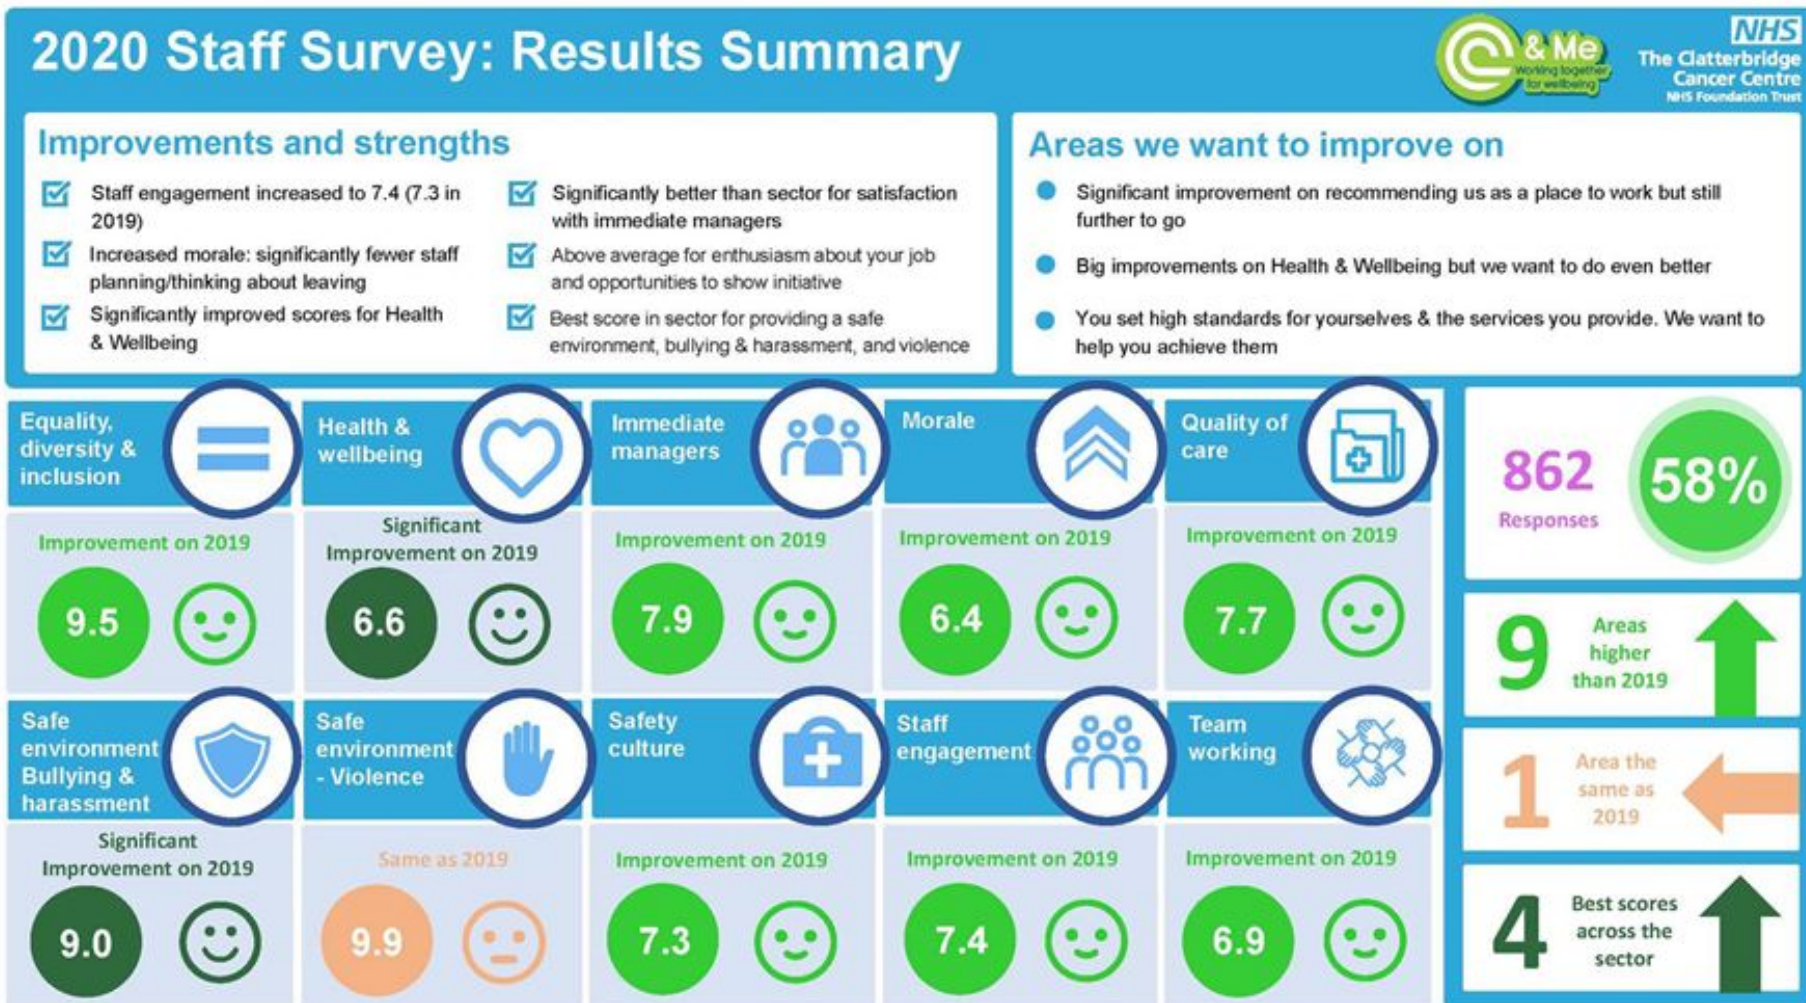 2020 Staff Survey: Results Summary
& Me
Working together
for wellbeing
NHS
The Clatterbridge
Cancer Centre
NHS Foundation Trust
Improvements and strengths
Staff engagement increased to 7.4 (7.3 in
2019)
Increased morale: significantly fewer staff
planning/thinking about leaving
Significantly improved scores for Health
& Wellbeing
Significantly better than sector for satisfaction
with immediate managers
Above average for enthusiasm about your job
and opportunities to show initiative
Best score in sector for providing a safe
environment, bullying & harassment, and violence
Areas we want to improve on
Significant improvement on recommending us as a place to work but still
further to go
Big improvements on Health & Wellbeing but we want to do even better
You set high standards for yourselves & the services you provide. We want to
help you achieve them
Equality,
diversity &
inclusion
Improvement on 2019
9.5
Health &
wellbeing
Significant
Improvement on 2019
6.6
Immediate
managers
Improvement on 2019
7.9
Morale
Improvement on 2019
6.4
Quality of
care
Improvement on 2019
7.7
Safe
environment
Bullying &
harassment
Significant
Improvement on 2019
9.0
Safe
environment
- Violence
Same as 2019
9.9
Safety
culture
Improvement on 2019
7.3
Staff
engagement
Improvement on 2019
7.4
Team
working
Improvement on 2019
6.9
862
Responses
58%
9
Areas
higher
than 2019
1
Area the
same as
2019
4
Best scores
across the
sector